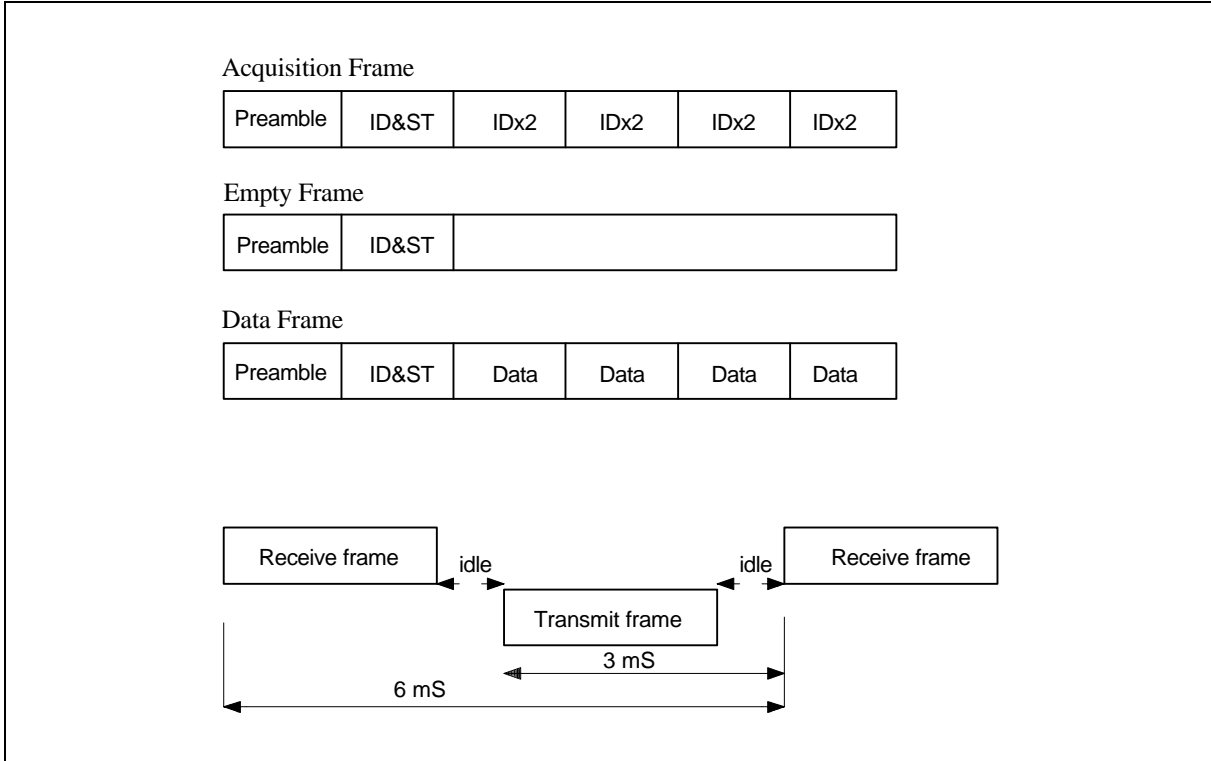 Acquisition Frame
Preamble ID&ST IDx2 IDx2 IDx2 IDx2
Empty Frame
Preamble ID&ST
Data Frame
Preamble ID&ST Data Data Data Data
Receive frame idle idle Receive frame
Transmit frame
3 mS
6 mS